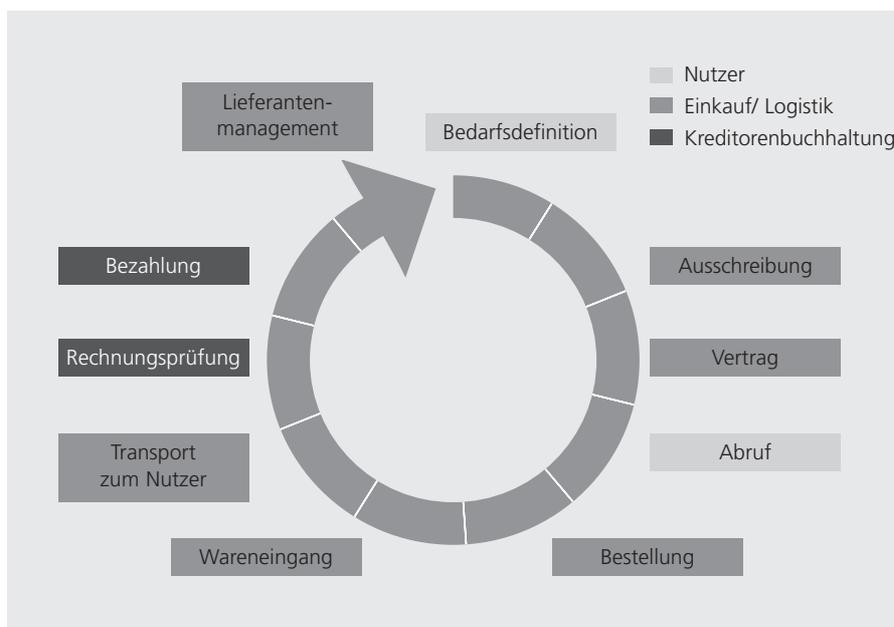 Nutzer
Einkauf/ Logistik
Kreditorenbuchhaltung
Lieferanten-
management
Bedarfsdefinition
Bezahlung
Ausschreibung
Rechnungsprüfung
Vertrag
Transport
zum Nutzer
Abruf
Wareneingang
Bestellung